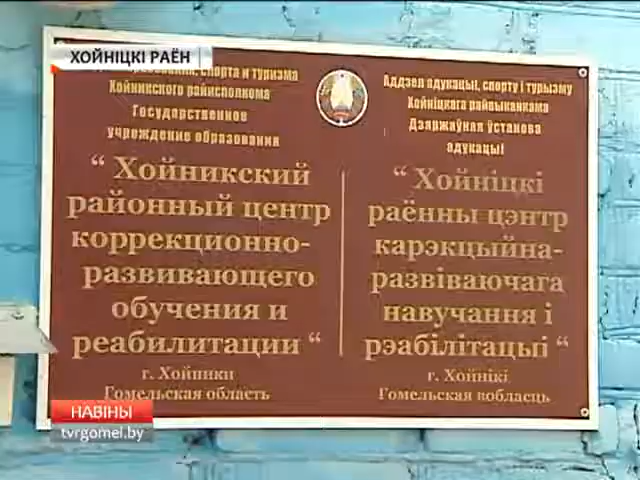 ХОЙНІЦКІ РАЁН
спорта и туризма
Хойникского райисполкома
Государственное
учреждение образования
“ Хойникский
районный центр
коррекционно-
развивающего
обучения и
реабилитации “
г. Хойники
Гомельская область
Аддзел адукацыі, спорту і турызму
Хойніцкага райвыканкама
Дзяржаўная ўстанова
адукацыі
“ Хойніцкі
раённы цэнтр
карэкцыйна-
развіваючага
навучання і
рэабілітацыі “
г. Хойнікі
Гомельская вобласць
НАВІНЫ
tvrgomel.by